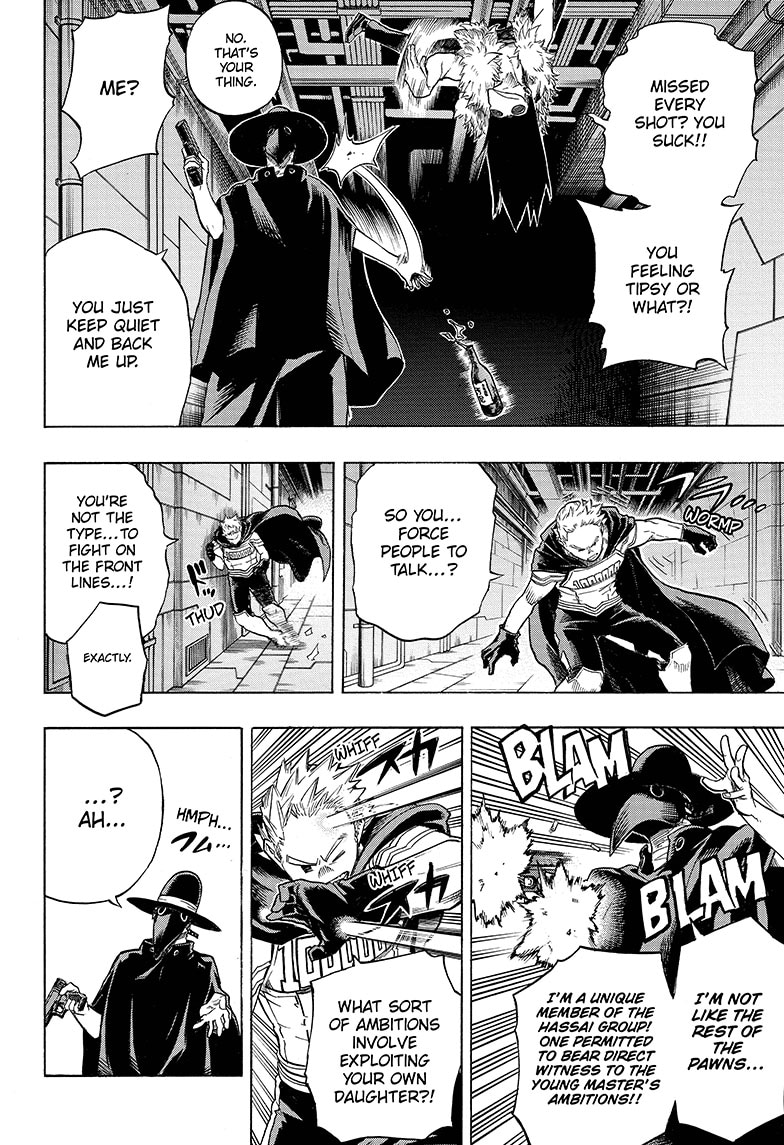 MISSED
EVERY
SHOT? YOU
SUCK!!
YOU
FEELING
TIPSY OR
WHAT?!
NO.
THAT'S
YOUR
THING.
ME?
YOU JUST
KEEP QUIET
AND BACK
ME UP.
WORMP
SO YOU...
FORCE
PEOPLE TO
TALK...?
YOU'RE
NOT THE
TYPE...TO
FIGHT ON
THE FRONT
LINES...!
ドッ
THUD
EXACTLY.
BLAM
BLAM
I'M NOT
LIKE THE
REST OF
THE
PAWNS...
I'M A UNIQUE
MEMBER OF THE
HASSAI GROUP!
ONE PERMITTED
TO BEAR DIRECT
WITNESS TO THE
YOUNG MASTER'S
AMBITIONS!!
スカ
WHIFF
スカ
WHIFF
WHAT SORT
OF AMBITIONS
INVOLVE
EXPLOITING
YOUR OWN
DAUGHTER?!
HMPH...
フム...
...?
AH...